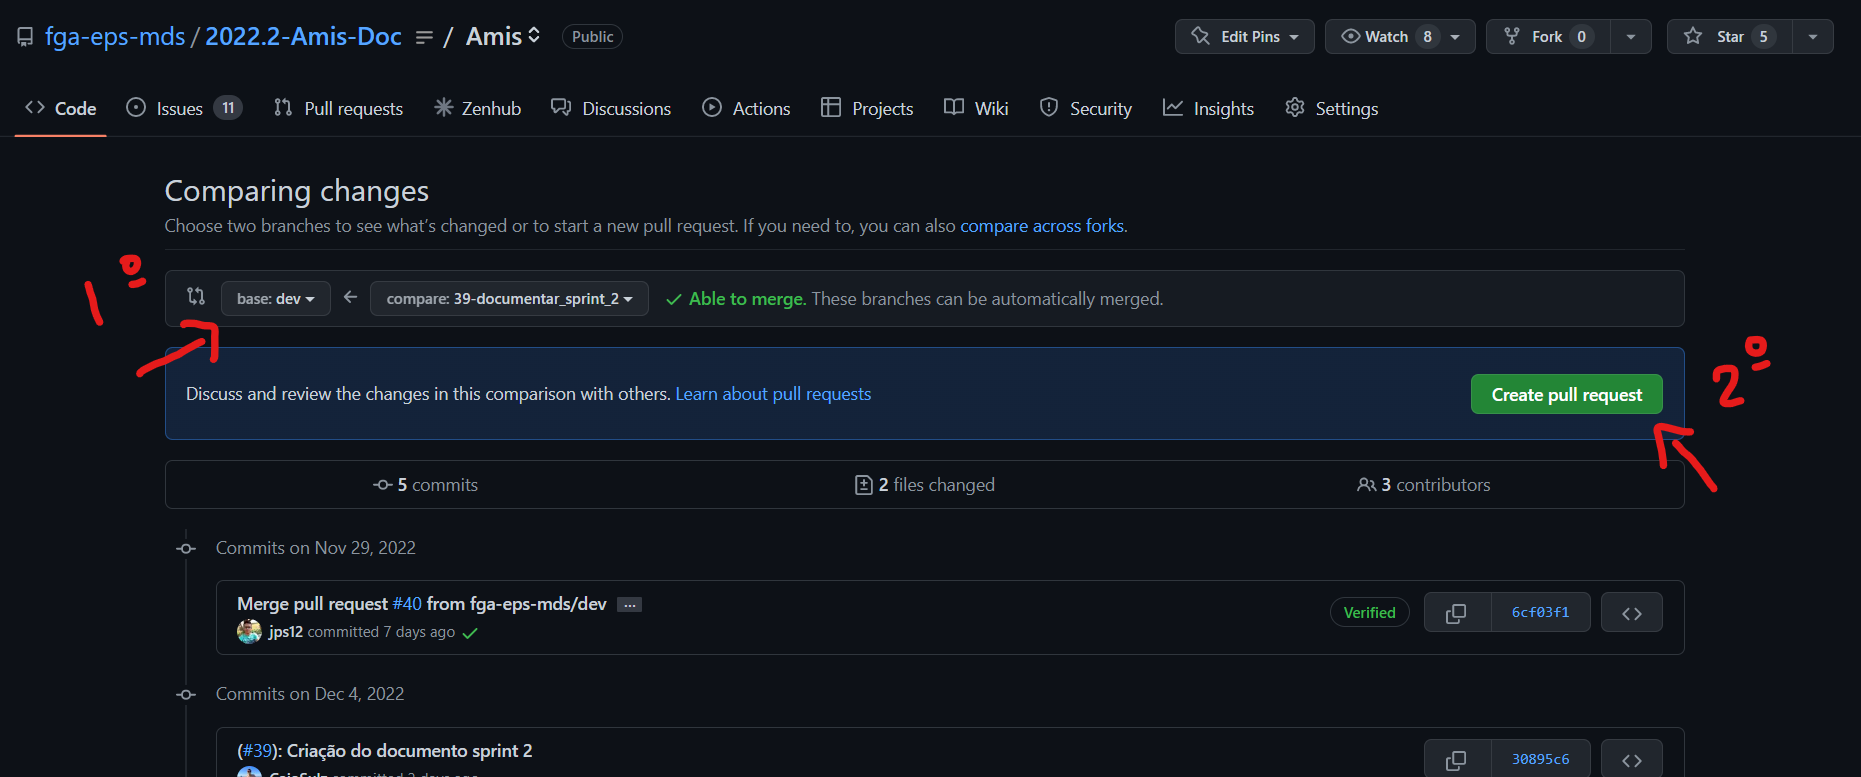 fga-eps-mds / 2022.2-Amis-Doc / Amis Public Edit Pins Watch 8 Fork 0 Star 5
Code Issues 11 Pull requests Zenhub Discussions Actions Projects Wiki Security Insights Settings
Comparing changes
Choose two branches to see what's changed or to start a new pull request. If you need to, you can also compare across forks.
1º
base: dev compare: 39-documentar_sprint_2 Able to merge. These branches can be automatically merged.
Discuss and review the changes in this comparison with others. Learn about pull requests Create pull request
2º
5 commits 2 files changed 3 contributors
Commits on Nov 29, 2022
Merge pull request #40 from fga-eps-mds/dev ...
jps12 committed 7 days ago
Verified 6cf03f1
Commits on Dec 4, 2022
(#39): Criação do documento sprint 2
30895c6